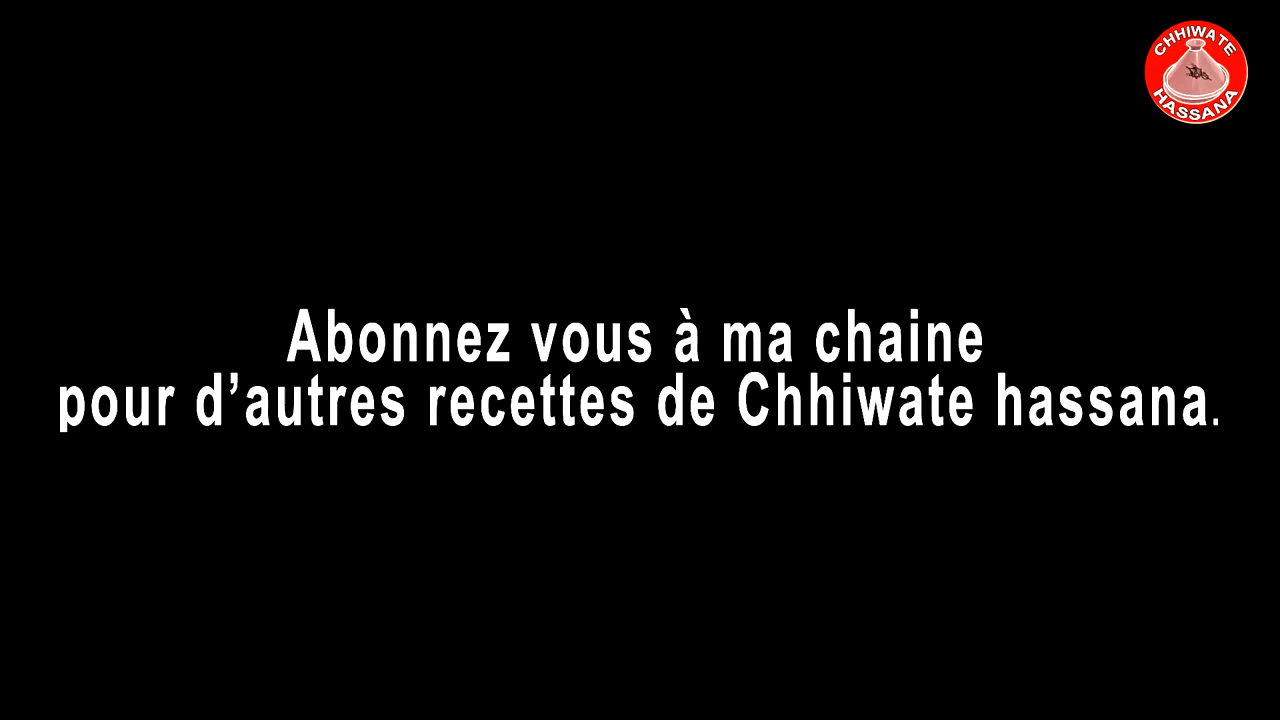 CHHIWATE
HASSANA
Abonnez vous à ma chaine
pour d’autres recettes de Chhiwate hassana.